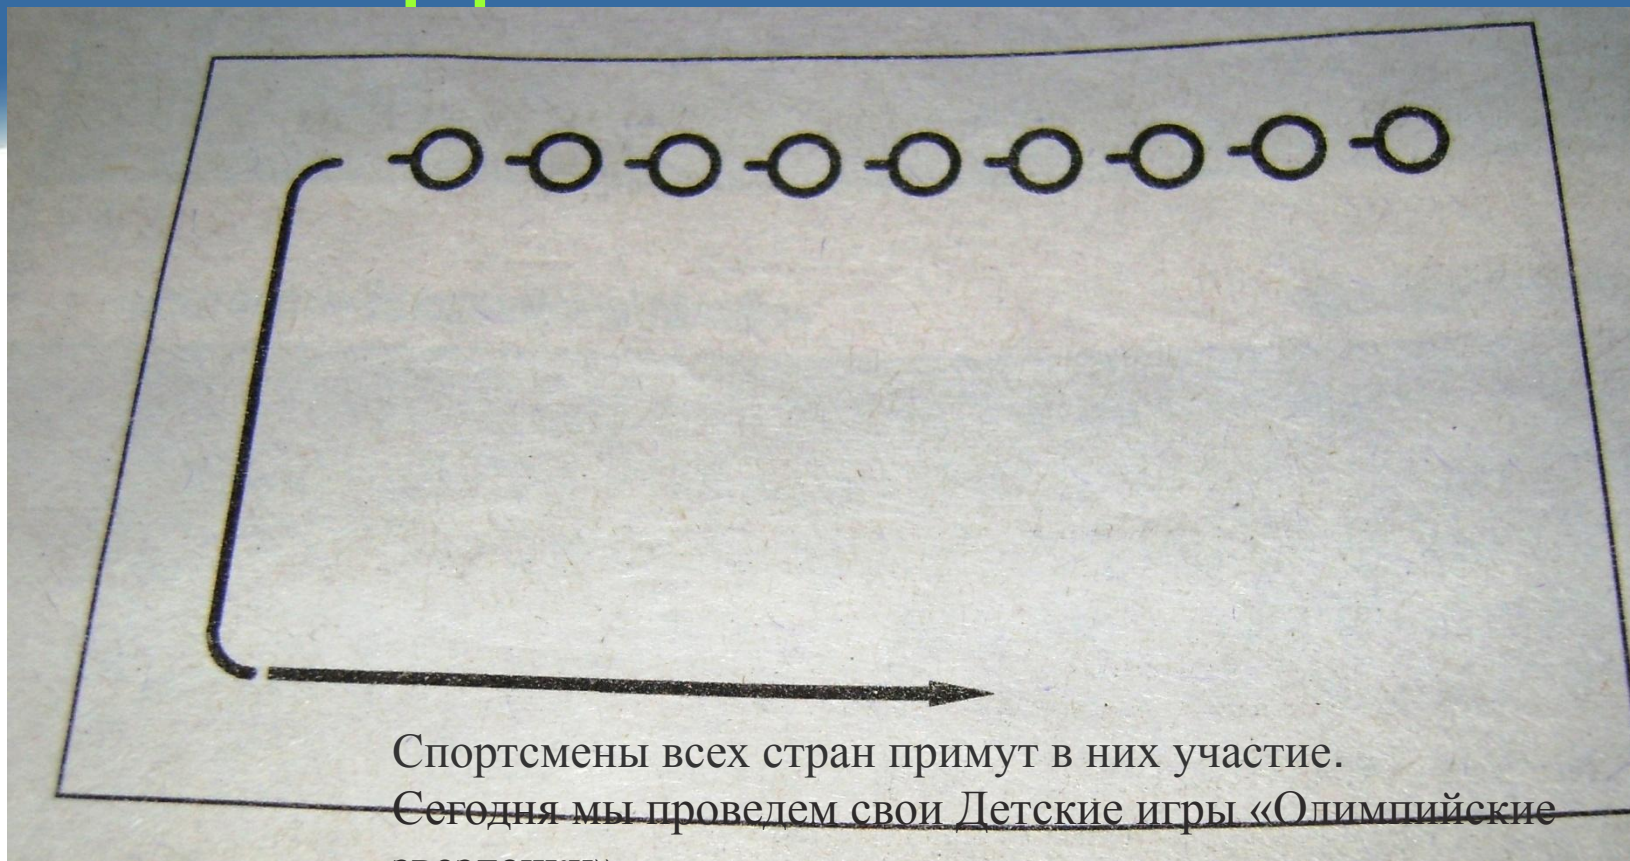 Спортсмены всех стран примут в них участие.
Сегодня мы проведем свои Детские игры «Олимпийские